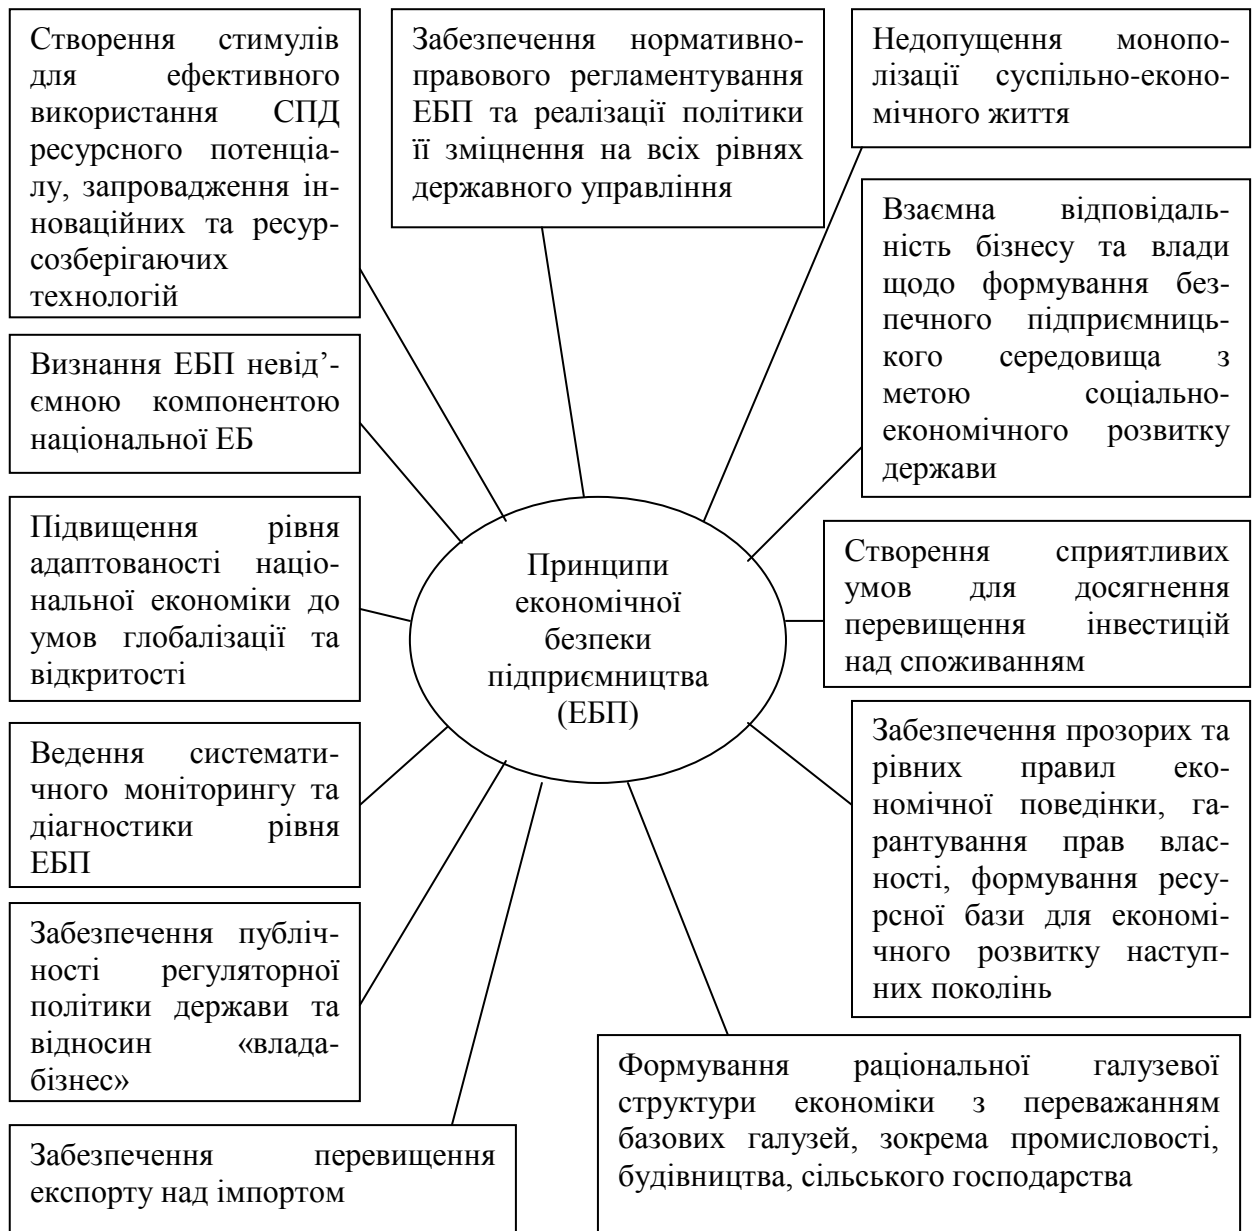 Створення стимулів
для ефективного
використання СПД
ресурсного потенціа-
лу, запровадження ін-
новаційних та ресур-
созберігаючих
технологій
Забезпечення нормативно-
правового регламентування
ЕБП та реалізації політики
її зміцнення на всіх рівнях
державного управління
Недопущення монопо-
лізації суспільно-еконо-
мічного життя
Взаємна відповідаль-
ність бізнесу та влади
щодо формування без-
печного підприємниць-
кого середовища з
метою соціально-
економічного розвитку
держави
Визнання ЕБП невід’-
ємною компонентою
національної ЕБ
Підвищення рівня
адаптованості націо-
нальної економіки до
умов глобалізації та
відкритості
Принципи
економічної
безпеки
підприємництва
(ЕБП)
Створення сприятливих
умов для досягнення
перевищення інвестицій
над споживанням
Ведення системати-
чного моніторингу та
діагностики рівня
ЕБП
Забезпечення прозорих та
рівних правил еко-
номічної поведінки, га-
рантування прав влас-
ності, формування ресу-
рсної бази для економі-
чного розвитку наступ-
них поколінь
Забезпечення публіч-
ності регуляторної
політики держави та
відносин «влада-
бізнес»
Забезпечення перевищення
експорту над імпортом
Формування раціональної галузевої
структури економіки з переважанням
базових галузей, зокрема промисловості,
будівництва, сільського господарства